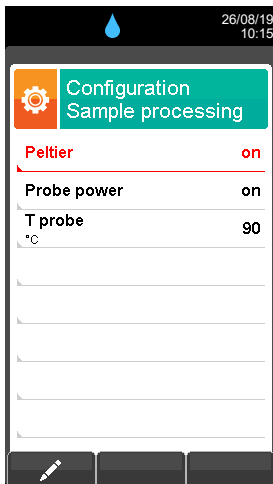 26/08/19
10:15
Configuration
Sample processing
Peltier on
Probe power on
T probe 90
°C